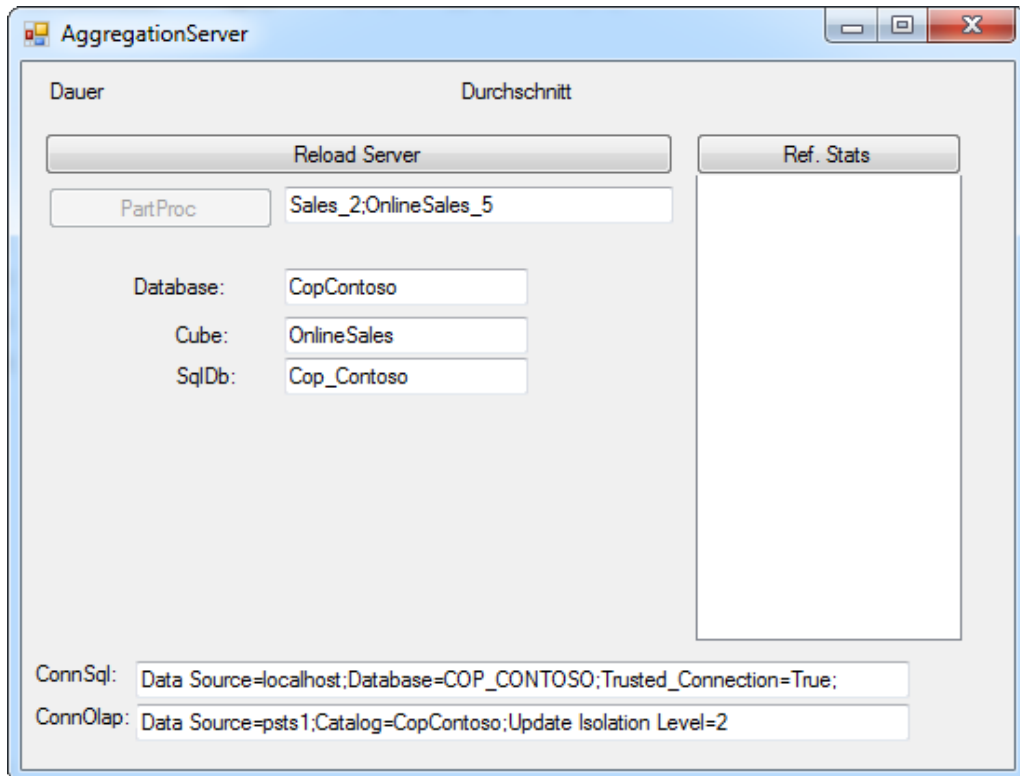 AggregationServer
Dauer Durchschnitt
Reload Server Ref. Stats
PartProc Sales_2;OnlineSales_5
Database: CopContoso
Cube: OnlineSales
SqlDb: Cop_Contoso
ConnSql: Data Source=localhost;Database=COP_CONTOSO;Trusted_Connection=True;
ConnOlap: Data Source=psts1;Catalog=CopContoso;Update Isolation Level=2